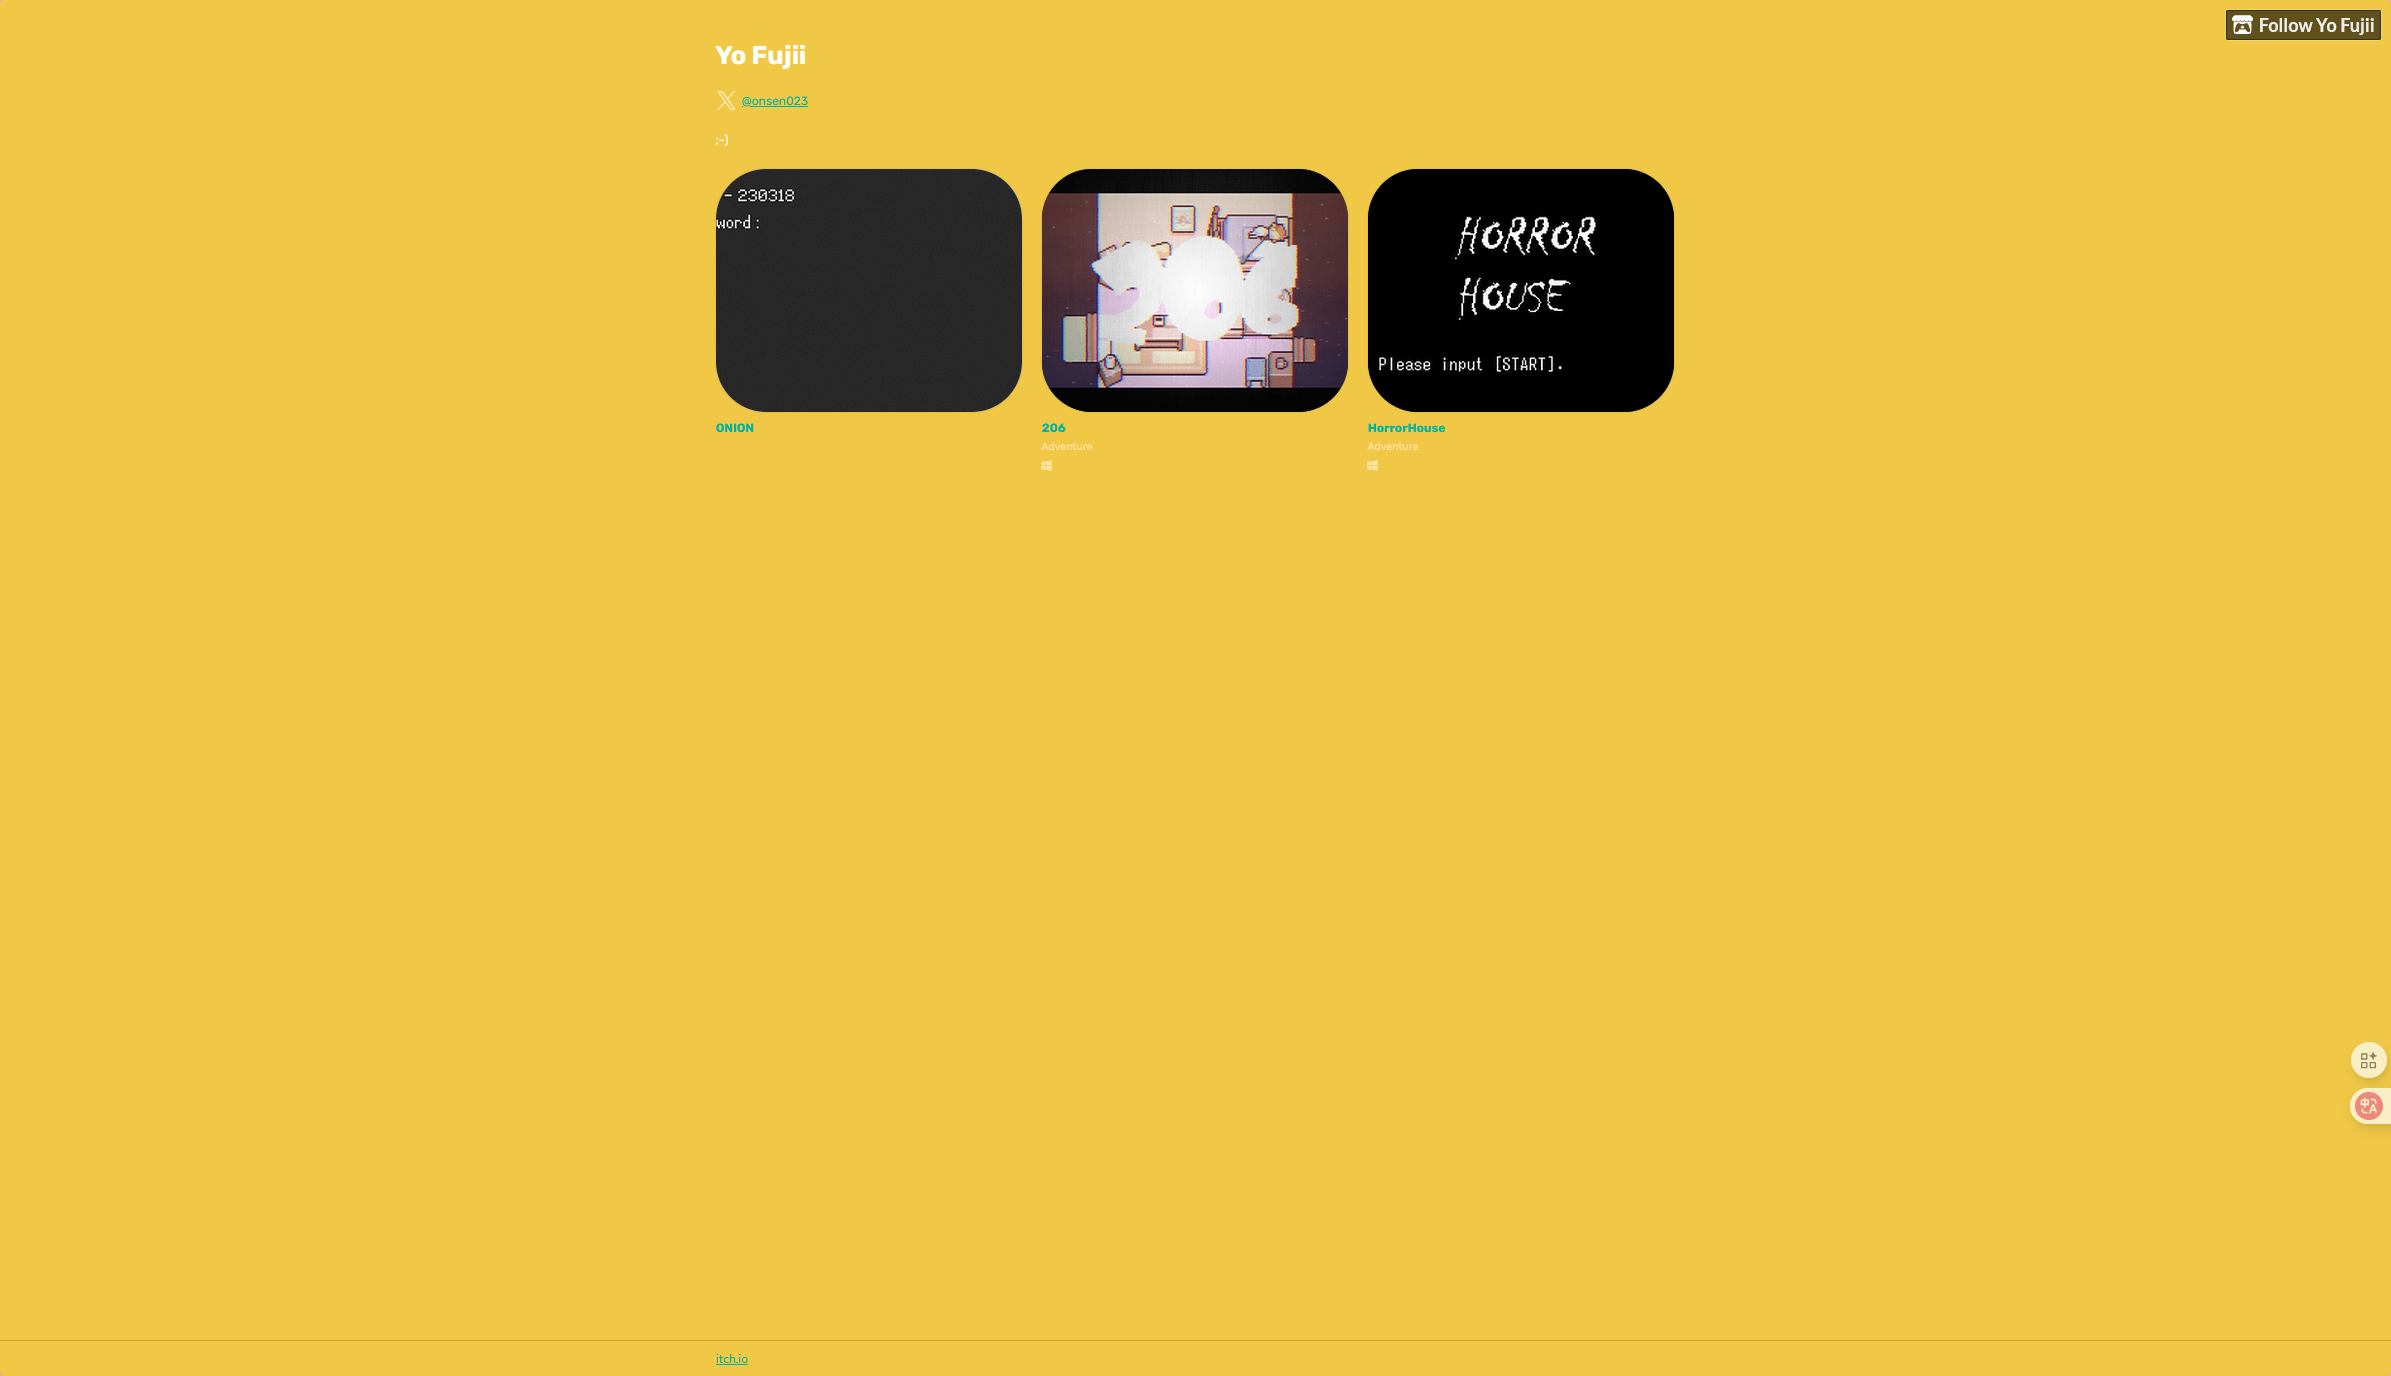 Follow Yo Fujii
Yo Fujii
@onsen023
:-)
- 230318
word :
206
HORROR
HOUSE
Please input [START].
ONION
206
HorrorHouse
Adventure
Adventure
itch.io